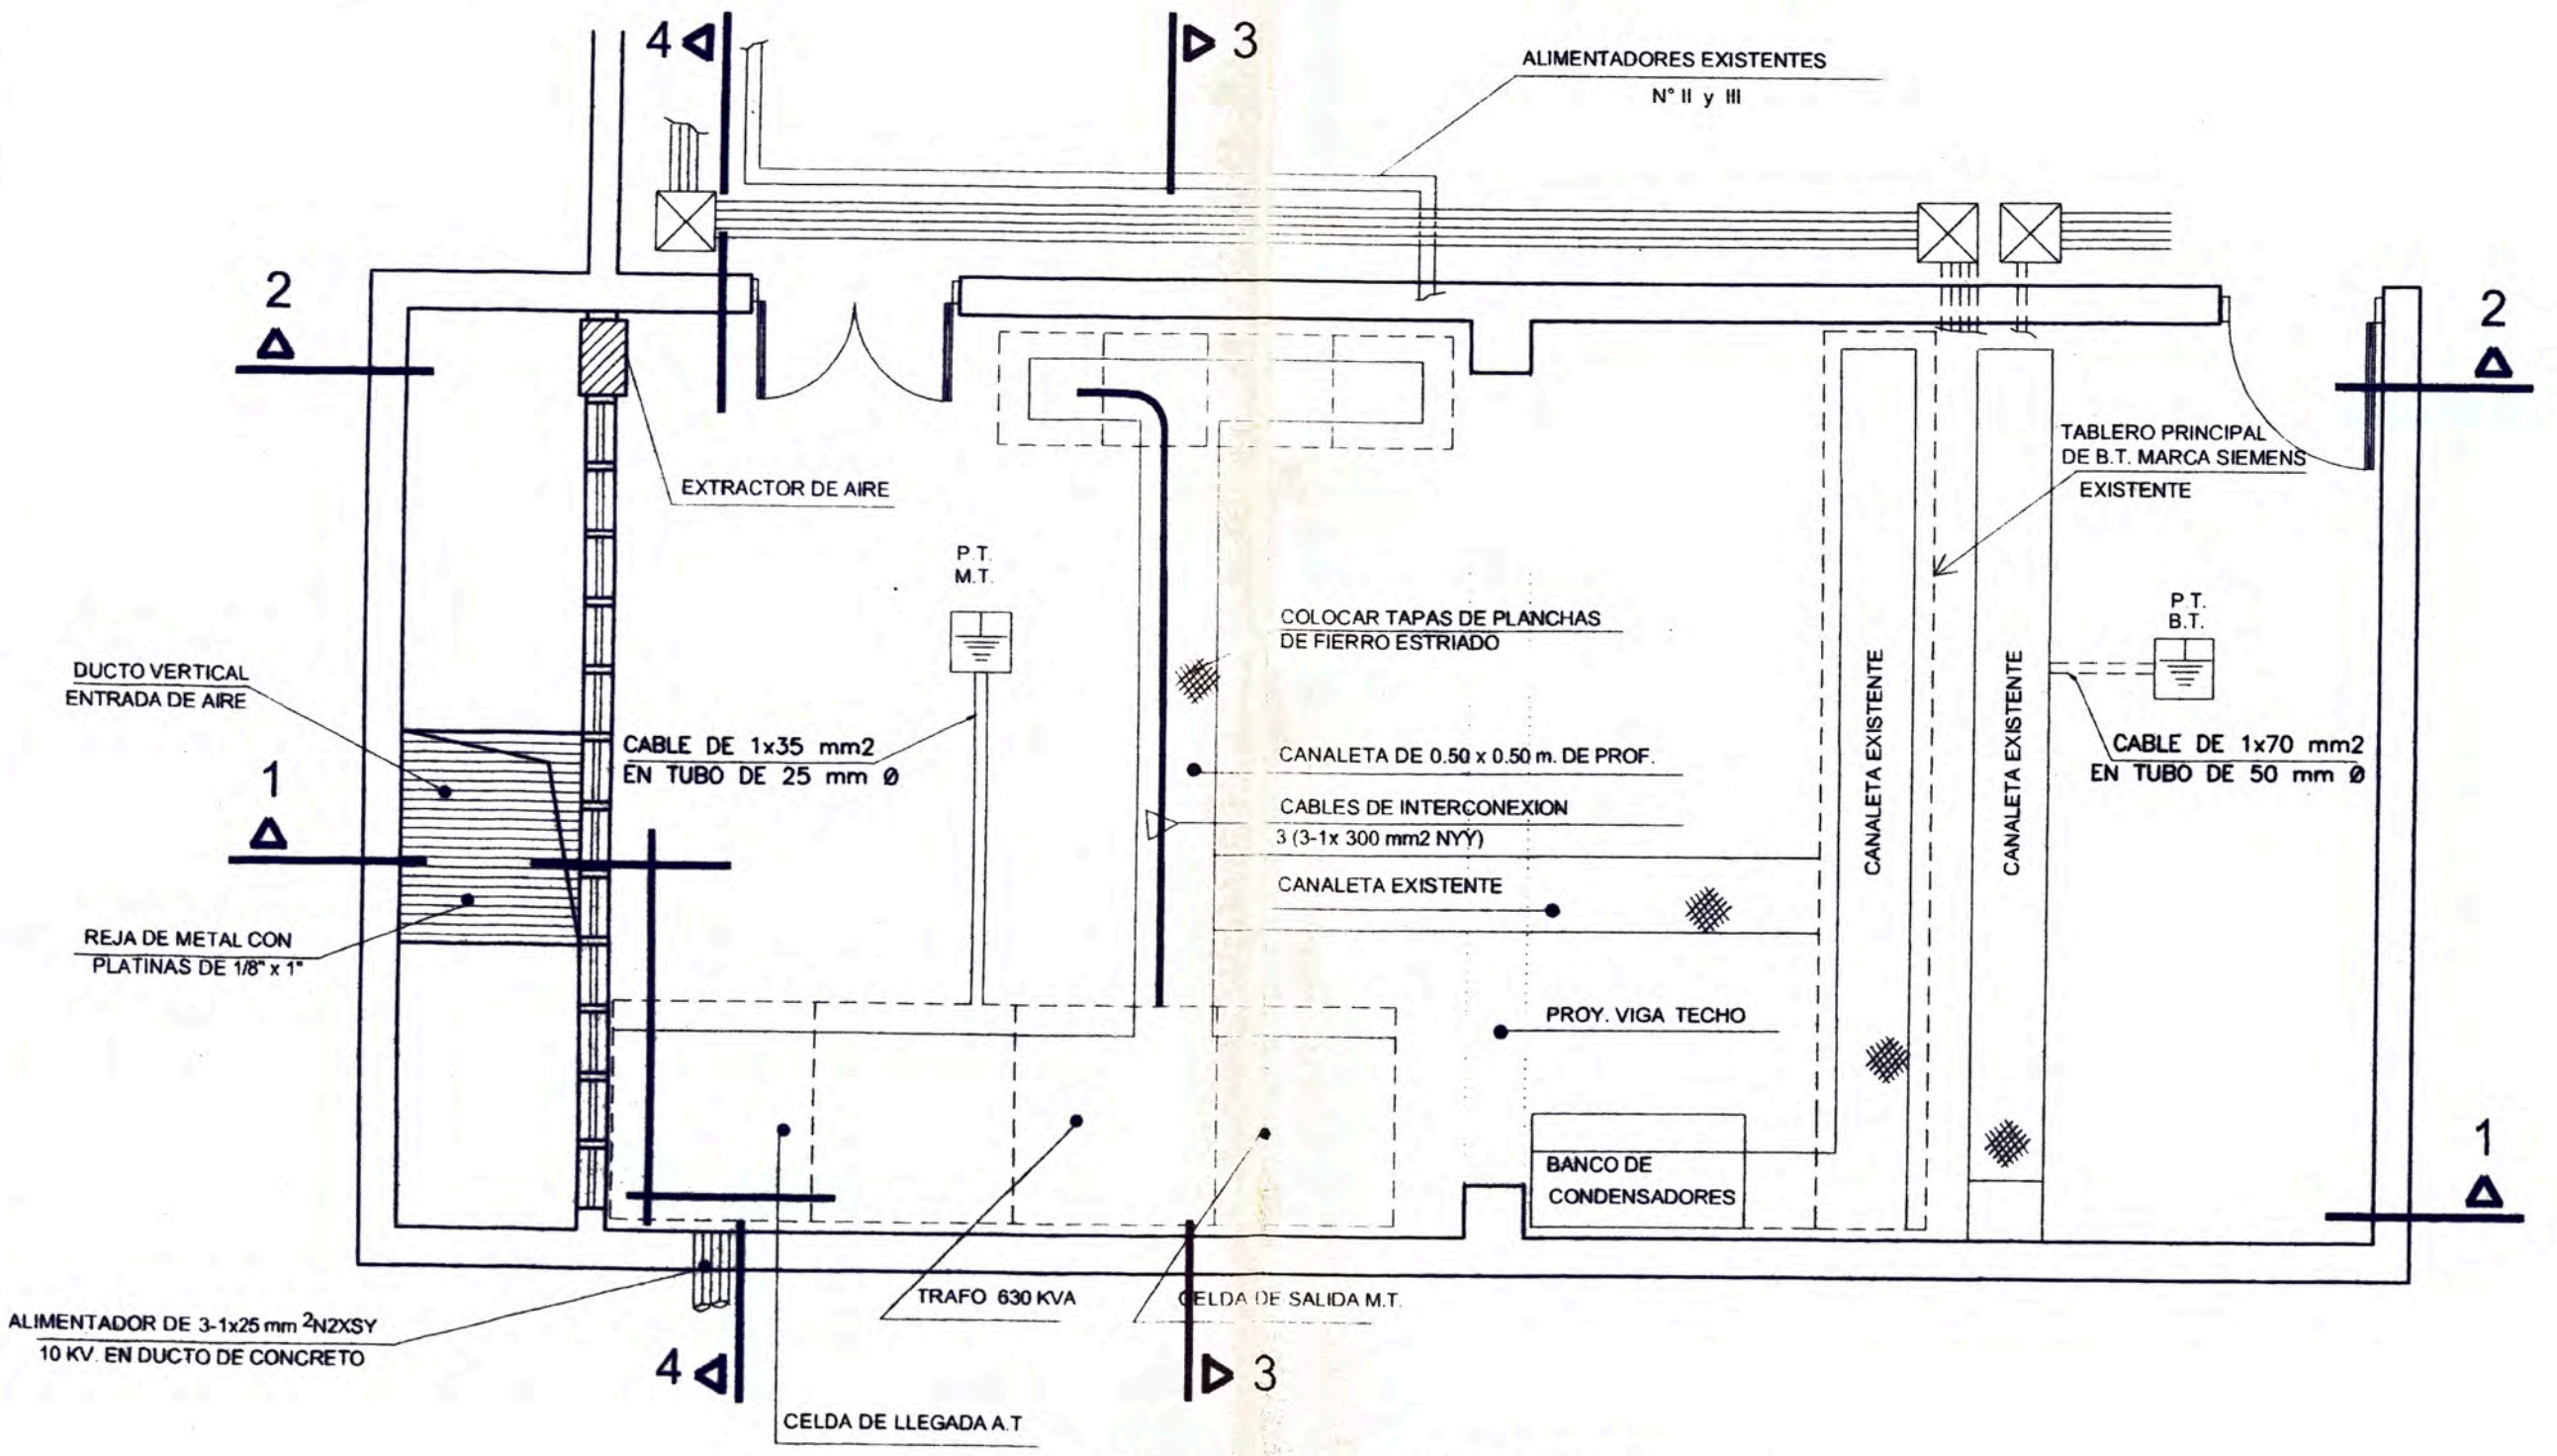 4
3
ALIMENTADORES EXISTENTES
N° II y III
2
2
TABLERO PRINCIPAL
DE B.T. MARCA SIEMENS
EXISTENTE
EXTRACTOR DE AIRE
P.T.
M.T.
P.T.
B.T.
COLOCAR TAPAS DE PLANCHAS
DE FIERRO ESTRIADO
DUCTO VERTICAL
ENTRADA DE AIRE
CABLE DE 1x35 mm2
EN TUBO DE 25 mm Ø
CANALETA DE 0.50 x 0.50 m. DE PROF.
CANALETA EXISTENTE
CANALETA EXISTENTE
CABLE DE 1x70 mm2
EN TUBO DE 50 mm Ø
1
CABLES DE INTERCONEXION
3 (3-1x 300 mm2 NYY)
CANALETA EXISTENTE
REJA DE METAL CON
PLATINAS DE 1/8" x 1"
PROY. VIGA TECHO
1
BANCO DE
CONDENSADORES
TRAFO 630 KVA
CELDA DE SALIDA M.T.
ALIMENTADOR DE 3-1x25 mm 2N2XSY
10 KV. EN DUCTO DE CONCRETO
4
3
CELDA DE LLEGADA A.T.